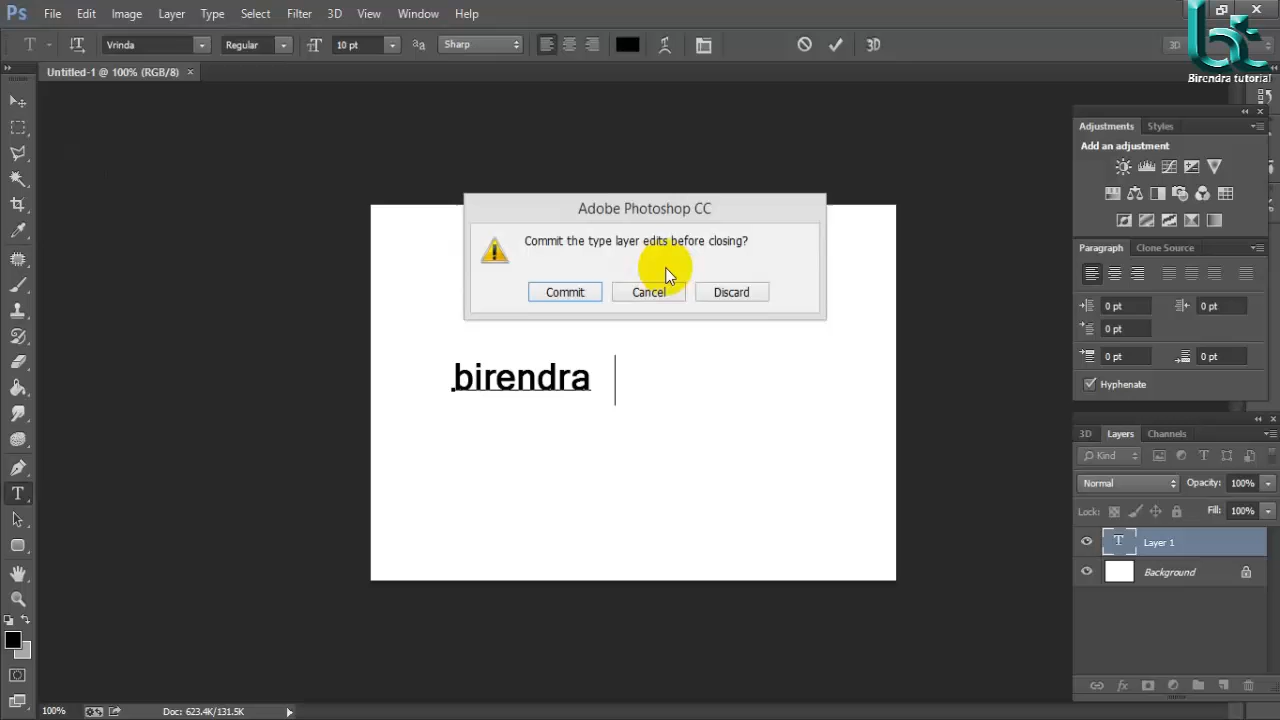 Ps File Edit Image Layer Type Select Filter 3D View Window Help
T Vrinda Regular 10 pt aa Sharp 3D 3D
bt
Birendra tutorial
Untitled-1 @ 100% (RGB/8) ×
Adjustments Styles
Add an adjustment
Adobe Photoshop CC
Commit the type layer edits before closing?
Commit Cancel Discard
birendra
Paragraph Clone Source
0 pt 0 pt
0 pt
0 pt 0 pt
Hyphenate
3D Layers Channels
Kind
Normal Opacity: 100%
Lock: Fill: 100%
T Layer 1
Background
100% Doc: 623.4K/131.5K